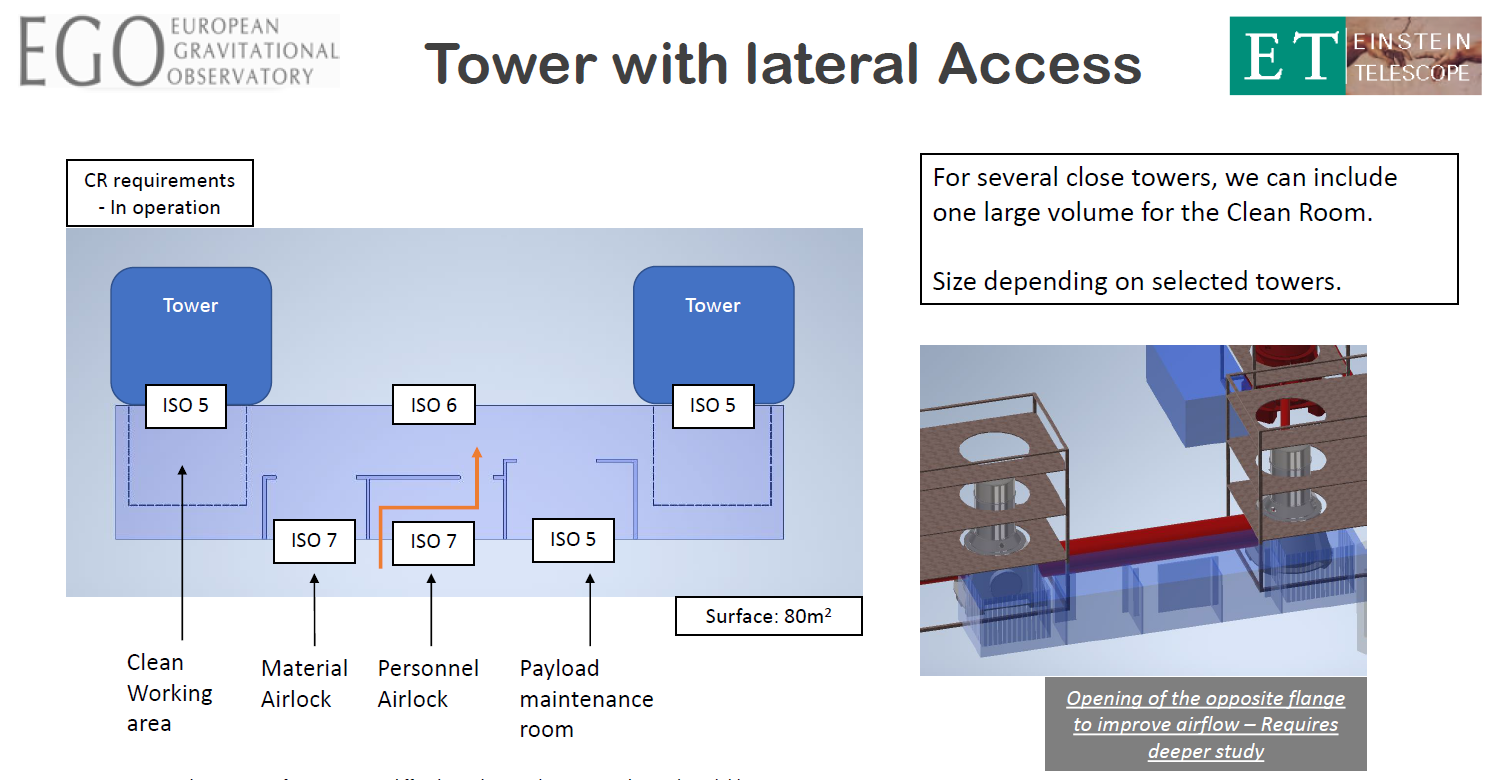 EGO EUROPEAN
GRAVITATIONAL
OBSERVATORY
Tower with lateral Access
ET EINSTEIN
TELESCOPE
CR requirements
- In operation
For several close towers, we can include
one large volume for the Clean Room.
Size depending on selected towers.
Tower
Tower
ISO 5
ISO 6
ISO 5
ISO 7
ISO 7
ISO 5
Surface: 80m²
Clean
Working
area
Material
Airlock
Personnel
Airlock
Payload
maintenance
room
Opening of the opposite flange
to improve airflow – Requires
deeper study